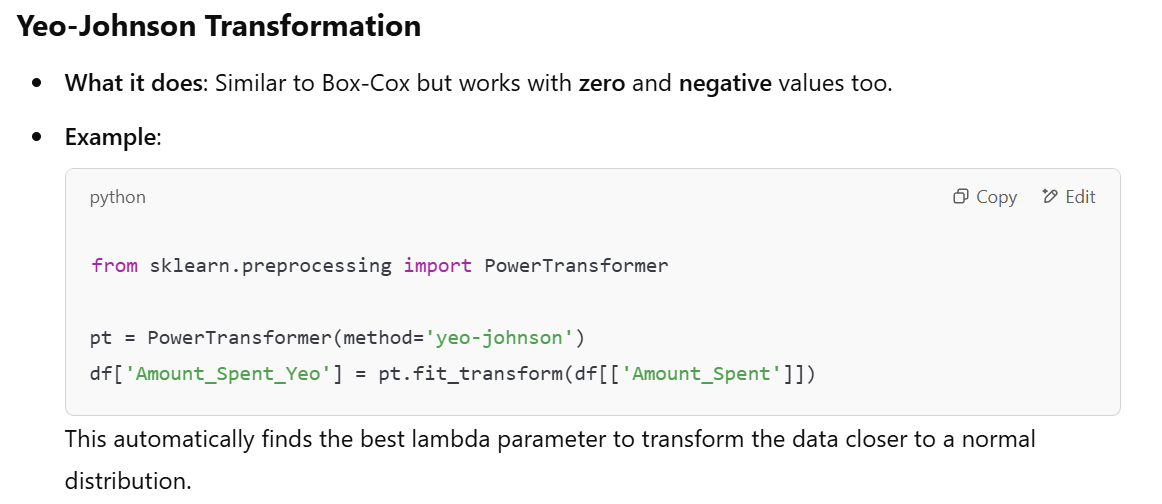 Yeo-Johnson Transformation
• What it does: Similar to Box-Cox but works with zero and negative values too.
• Example:
python
Copy
Edit
from sklearn.preprocessing import PowerTransformer
pt = PowerTransformer(method='yeo-johnson')
df['Amount_Spent_Yeo'] = pt.fit_transform(df[['Amount_Spent']])
This automatically finds the best lambda parameter to transform the data closer to a normal
distribution.